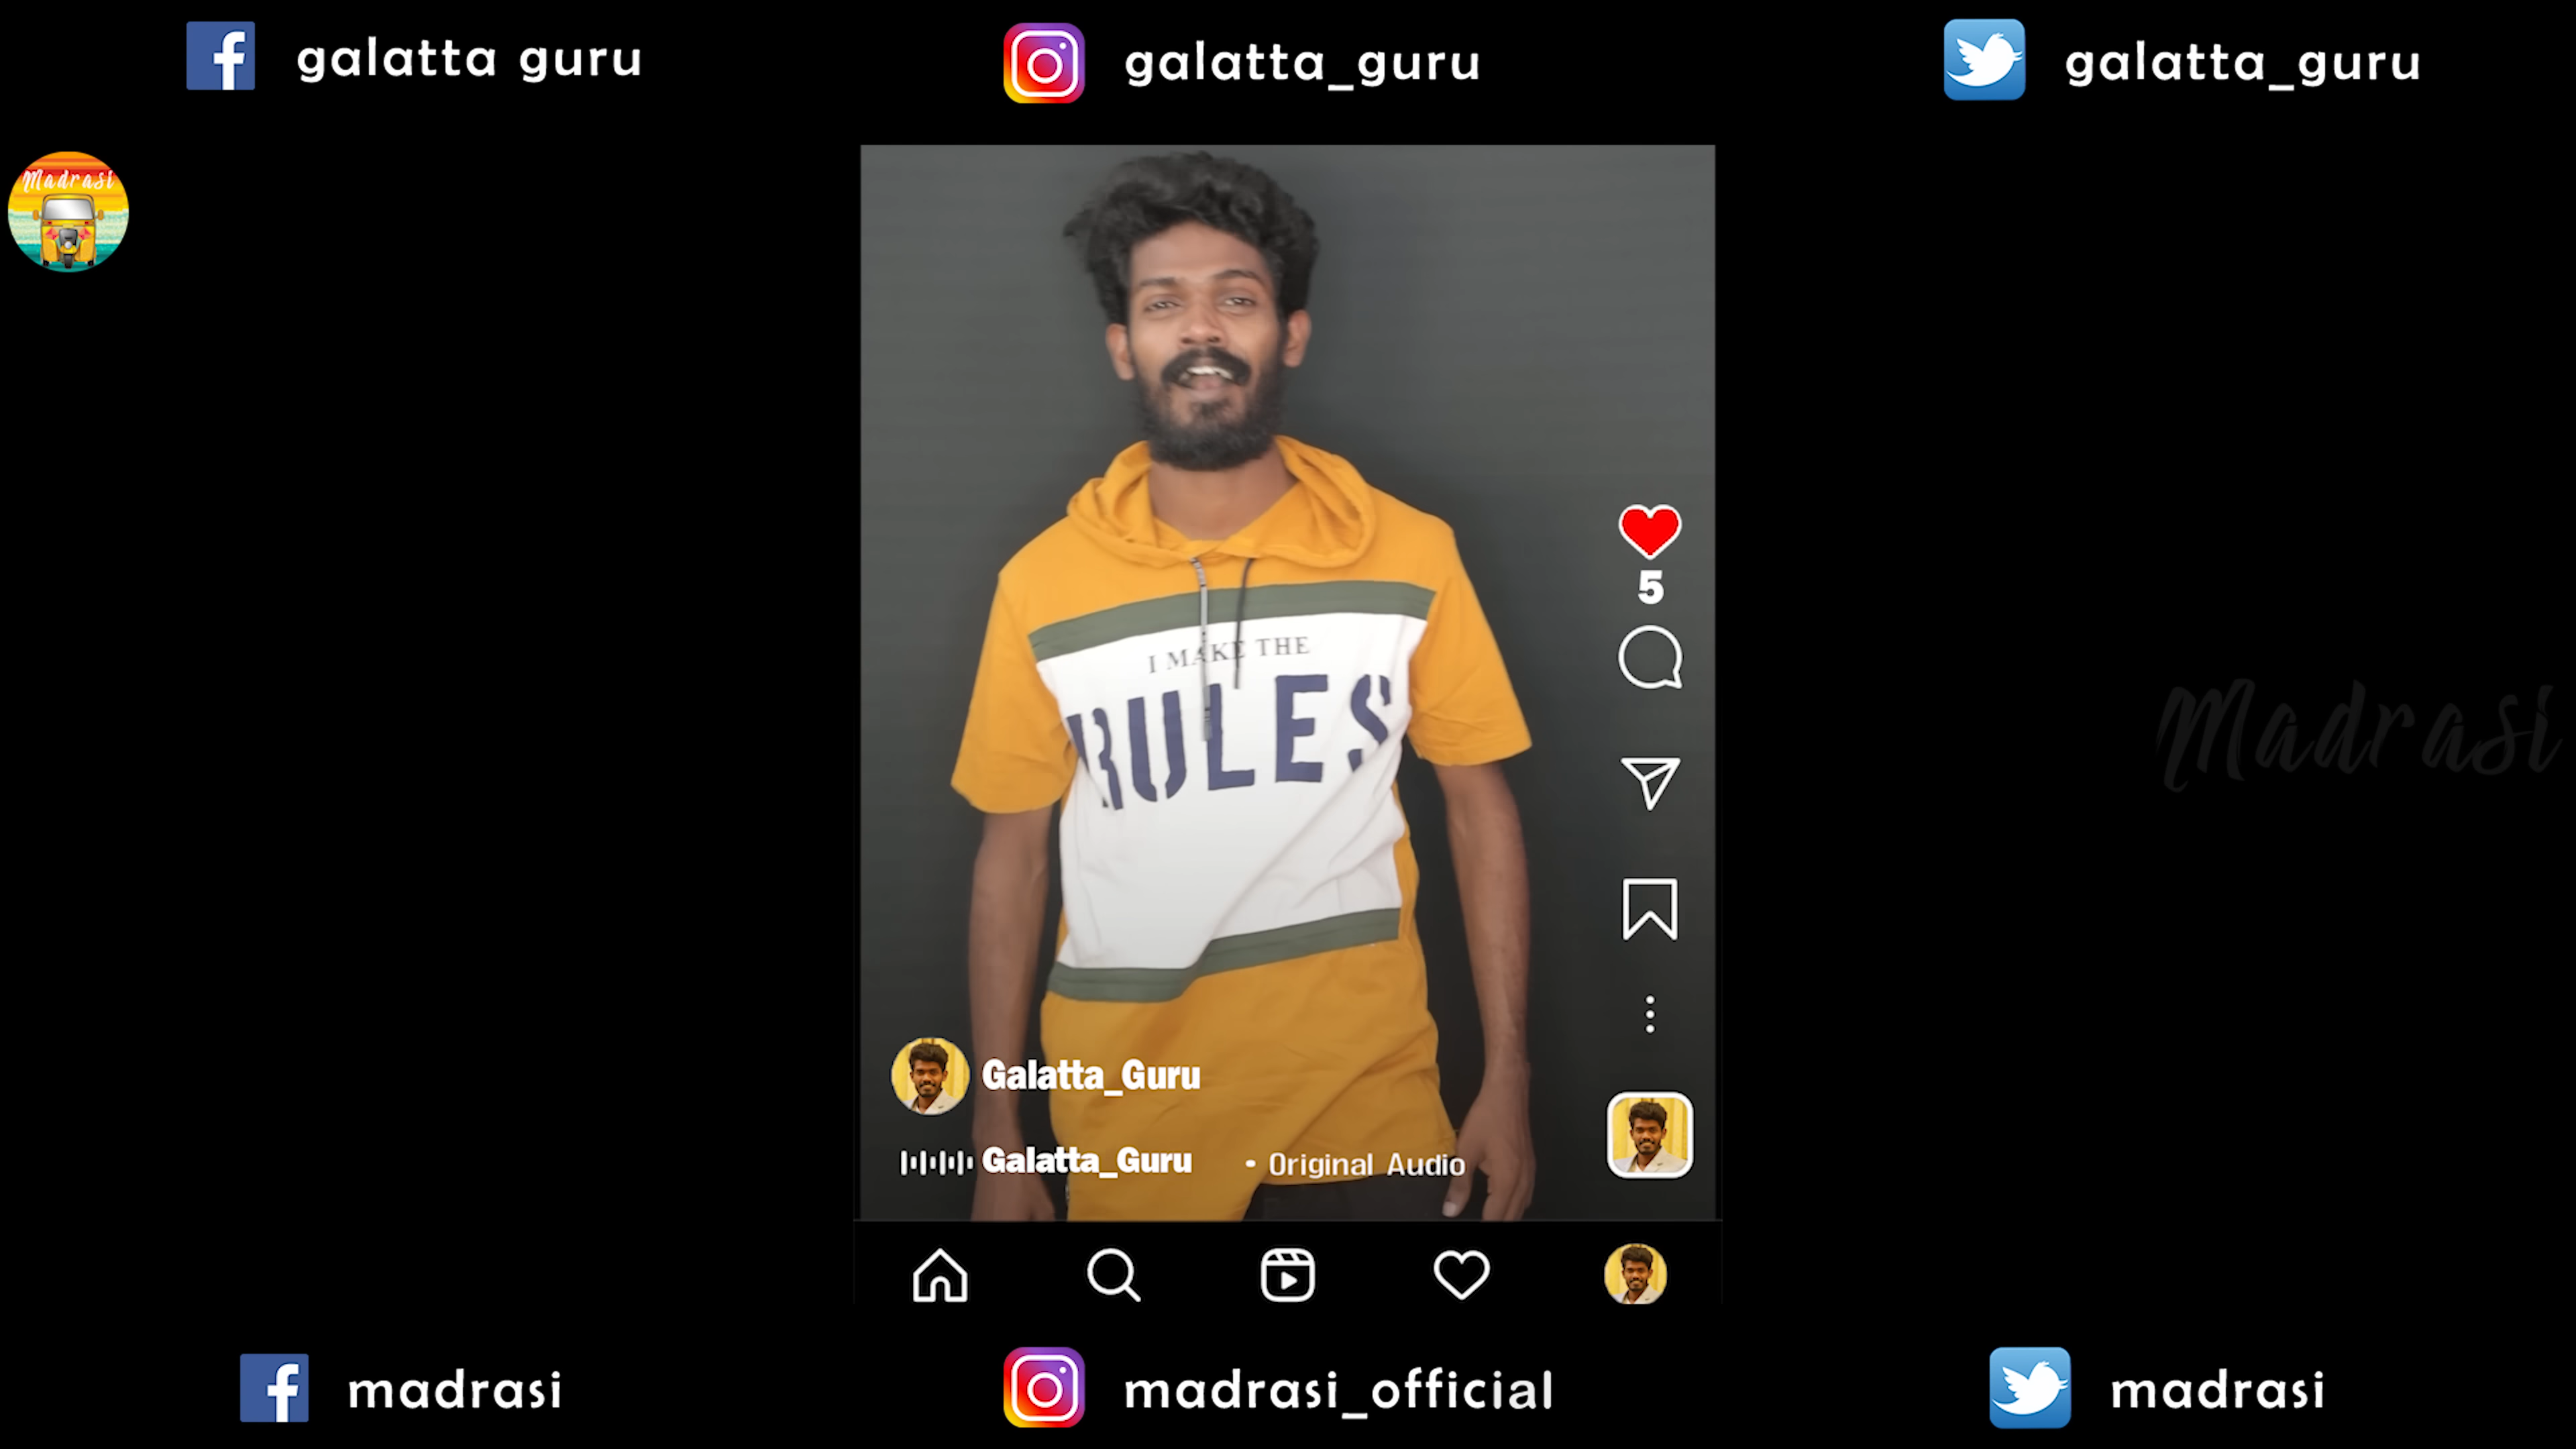 galatta guru
galatta_guru
galatta_guru
Madrasi
I MAKE THE
RULES
5
Madrasi
Galatta_Guru
Galatta_Guru • Original Audio
madrasi
madrasi_official
madrasi